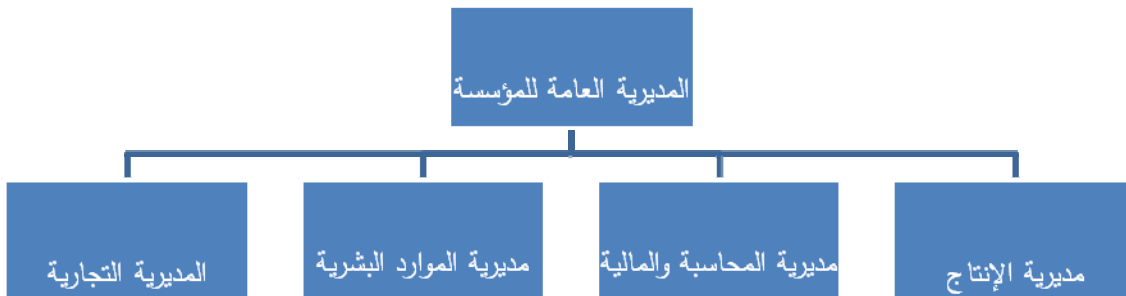 المديرية العامة للمؤسسة
مديرية الإنتاج
مديرية المحاسبة والمالية
مديرية الموارد البشرية
المديرية التجارية